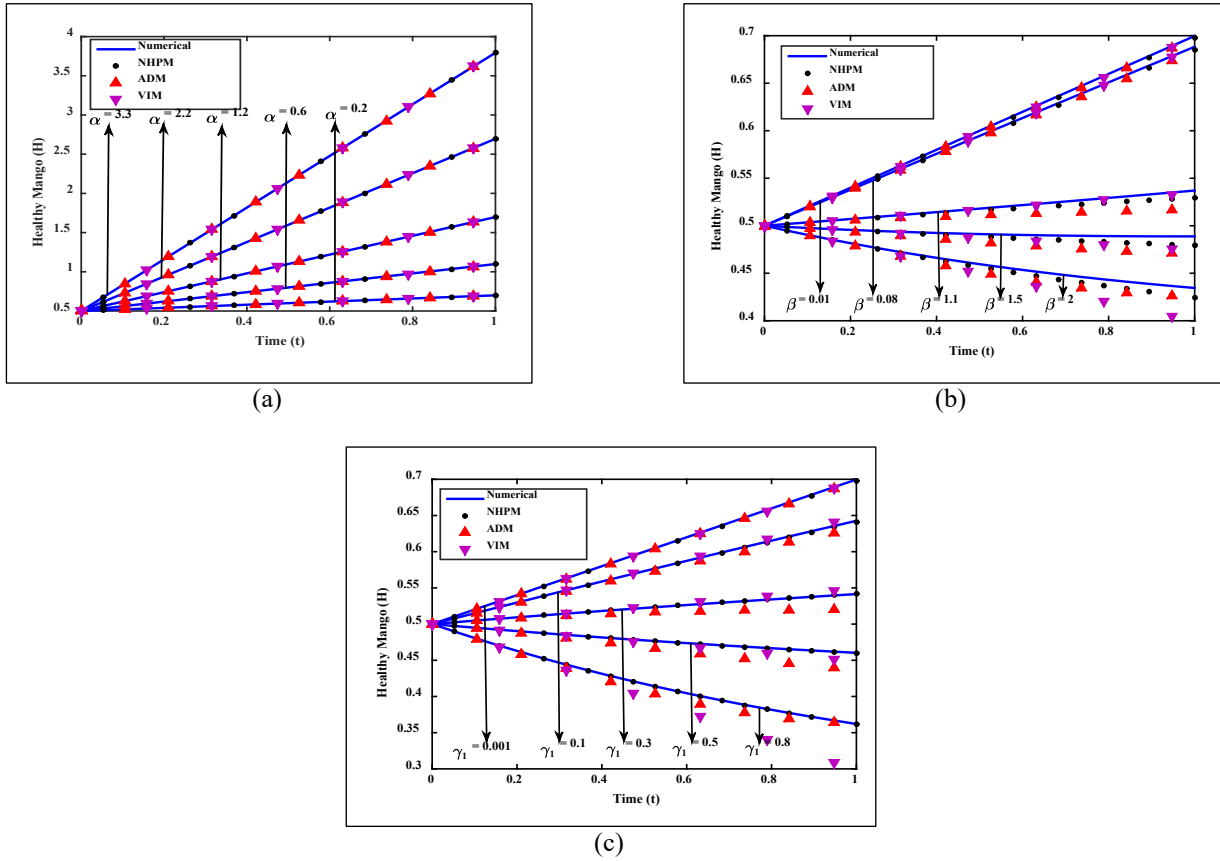 4
3.5
3
2.5
2
1.5
1
0.5
Healthy Mango (H)
Numerical
NHPM
ADM
VIM
α = 3.3
α = 2.2
α = 1.2
α = 0.6
α = 0.2
0 0.2 0.4 0.6 0.8 1
Time (t)
(a)
0.7
0.65
0.6
0.55
0.5
0.45
0.4
Healthy Mango (H)
Numerical
NHPM
ADM
VIM
β = 0.01
β = 0.08
β = 1.1
β = 1.5
β = 2
0 0.2 0.4 0.6 0.8 1
Time (t)
(b)
0.7
0.65
0.6
0.55
0.5
0.45
0.4
0.3
Healthy Mango (H)
Numerical
NHPM
ADM
VIM
γ₁ = 0.001
γ₁ = 0.1
γ₁ = 0.3
γ₁ = 0.5
γ₁ = 0.8
0 0.2 0.4 0.6 0.8 1
Time (t)
(c)